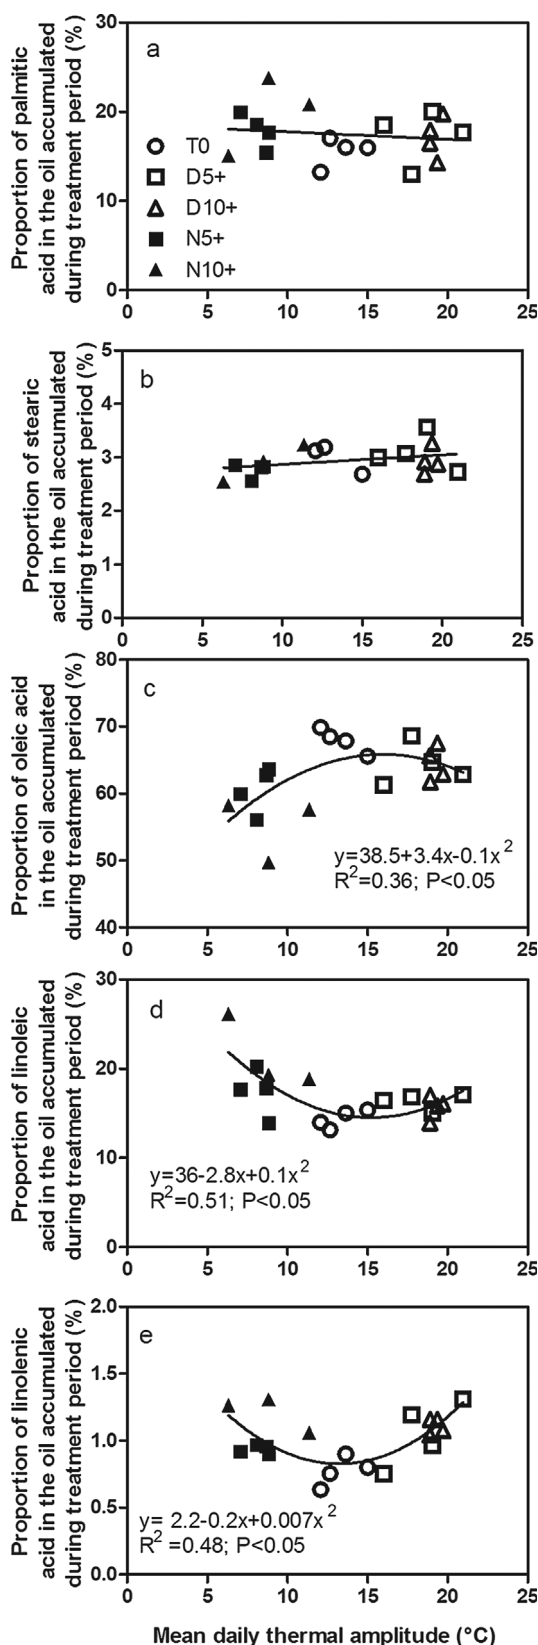 Proportion of palmitic
acid in the oil accumulated
during treatment period (%)
30
20
10
0
a
T0
D5+
D10+
N5+
N10+
0 5 10 15 20 25
Proportion of stearic
acid in the oil accumulated
during treatment period (%)
5
4
3
2
1
0
b
0 5 10 15 20 25
Proportion of oleic acid
in the oil accumulated
during treatment period (%)
80
70
60
50
40
c
y=38.5+3.4x-0.1x²
R²=0.36; P<0.05
0 5 10 15 20 25
Proportion of linoleic
acid in the oil accumulated
during treatment period (%)
30
20
10
0
d
y=36-2.8x+0.1x²
R²=0.51; P<0.05
0 5 10 15 20 25
Proportion of linolenic
acid in the oil accumulated
during treatment period (%)
2.0
1.5
1.0
0.5
0.0
e
y= 2.2-0.2x+0.007x²
R² =0.48; P<0.05
0 5 10 15 20 25
Mean daily thermal amplitude (°C)